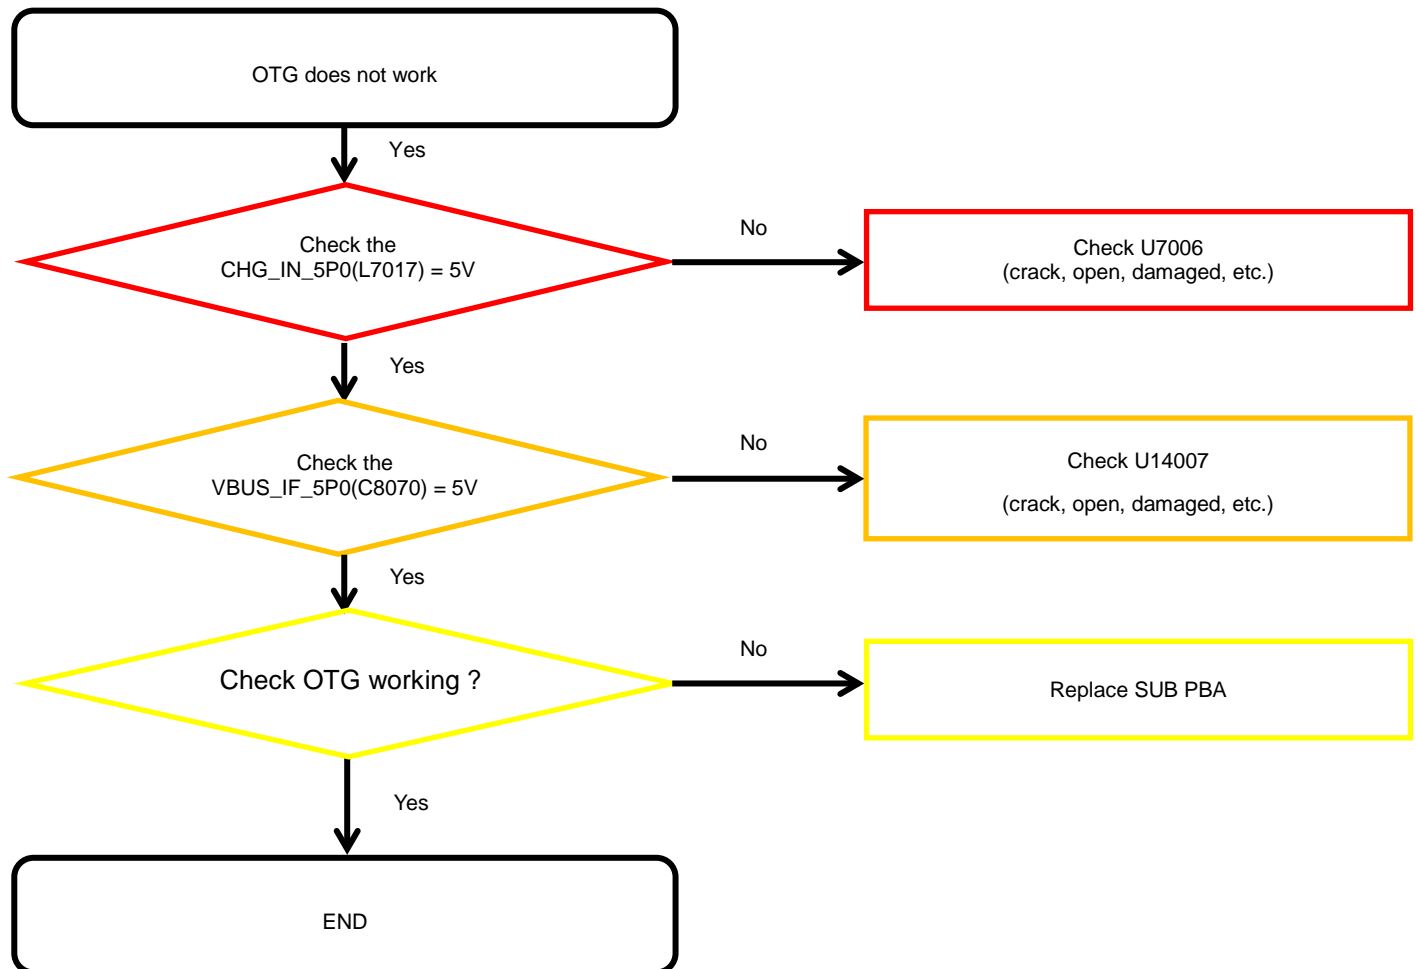 OTG does not work
Yes
Check the
CHG_IN_5P0(L7017) = 5V
No
Check U7006
(crack, open, damaged, etc.)
Yes
Check the
VBUS_IF_5P0(C8070) = 5V
No
Check U14007
(crack, open, damaged, etc.)
Yes
Check OTG working ?
No
Replace SUB PBA
Yes
END